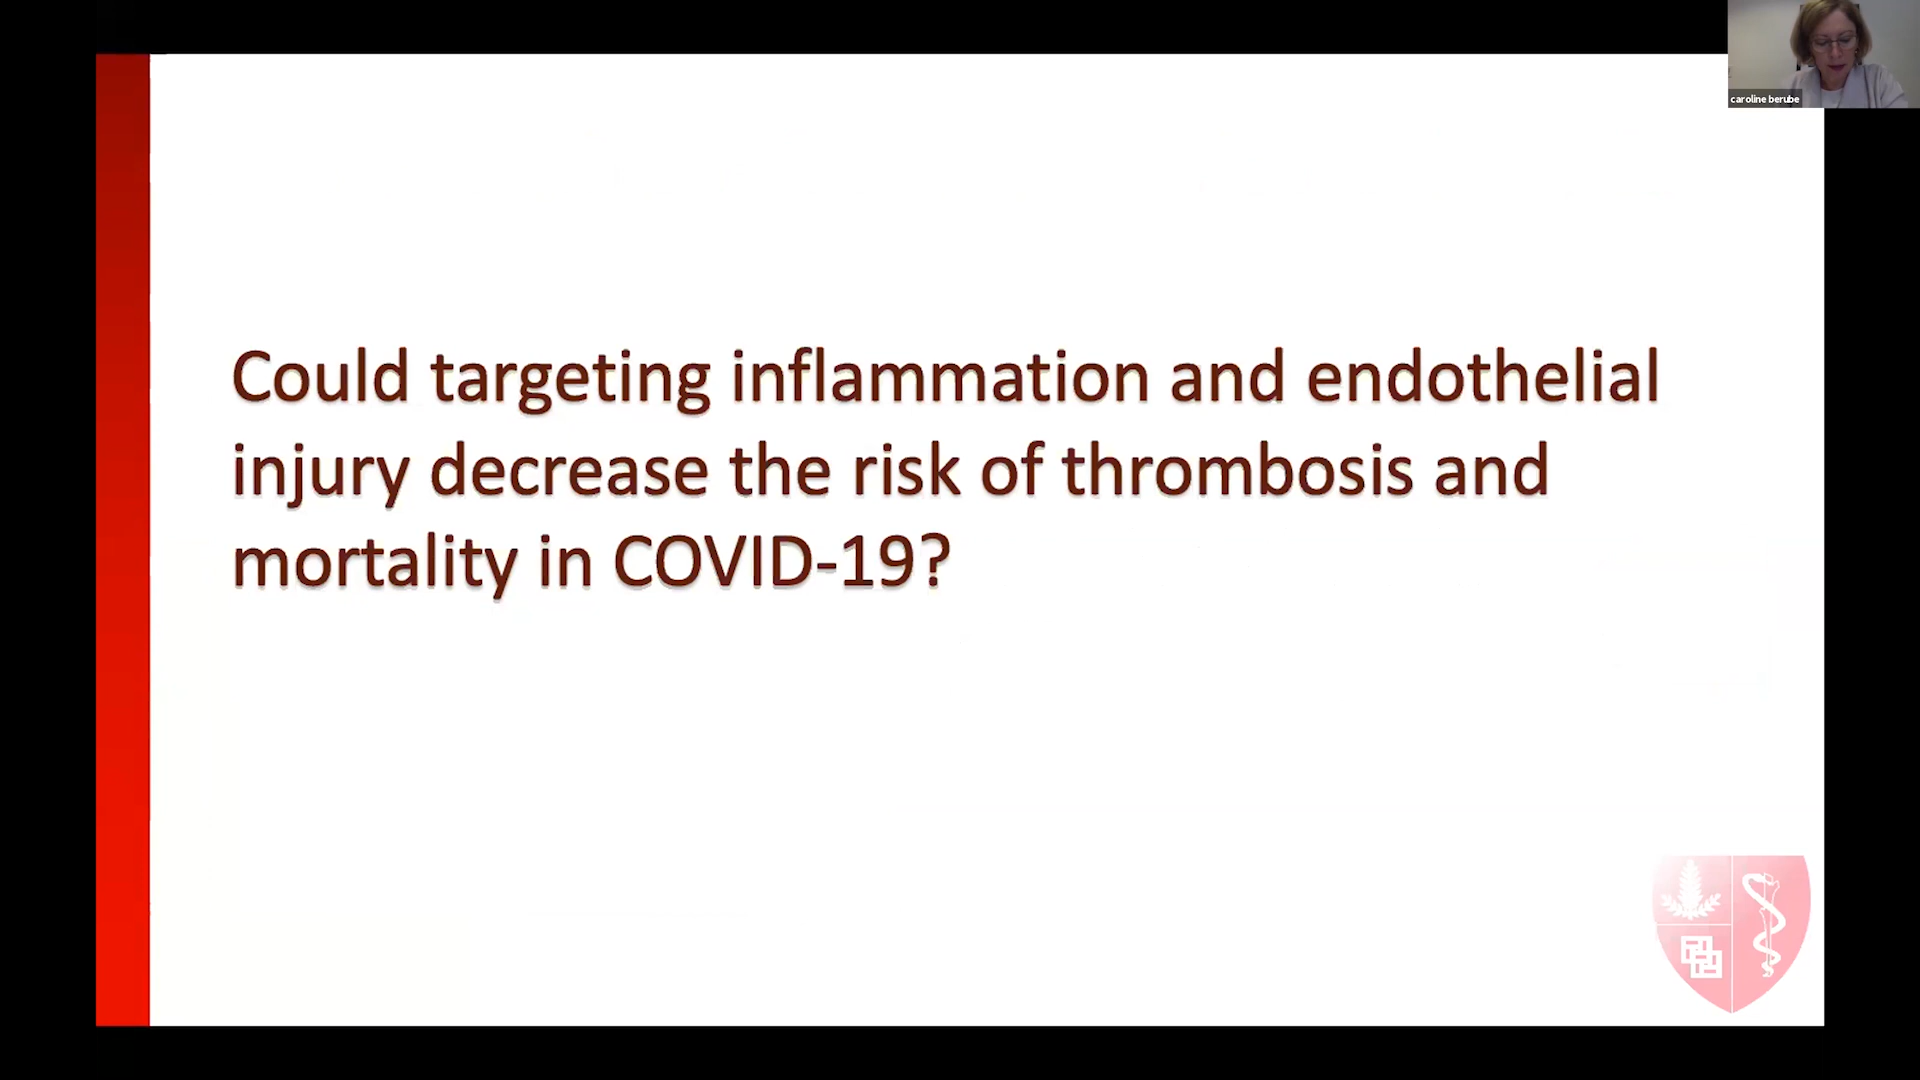 caroline berube
Could targeting inflammation and endothelial
injury decrease the risk of thrombosis and
mortality in COVID-19?